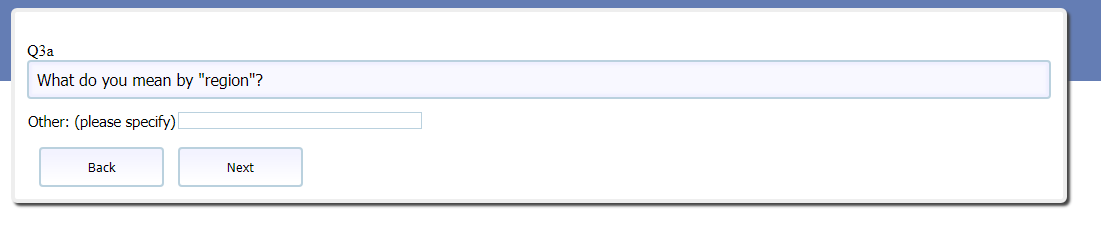 Q3a
What do you mean by "region"?
Other: (please specify)
Back Next